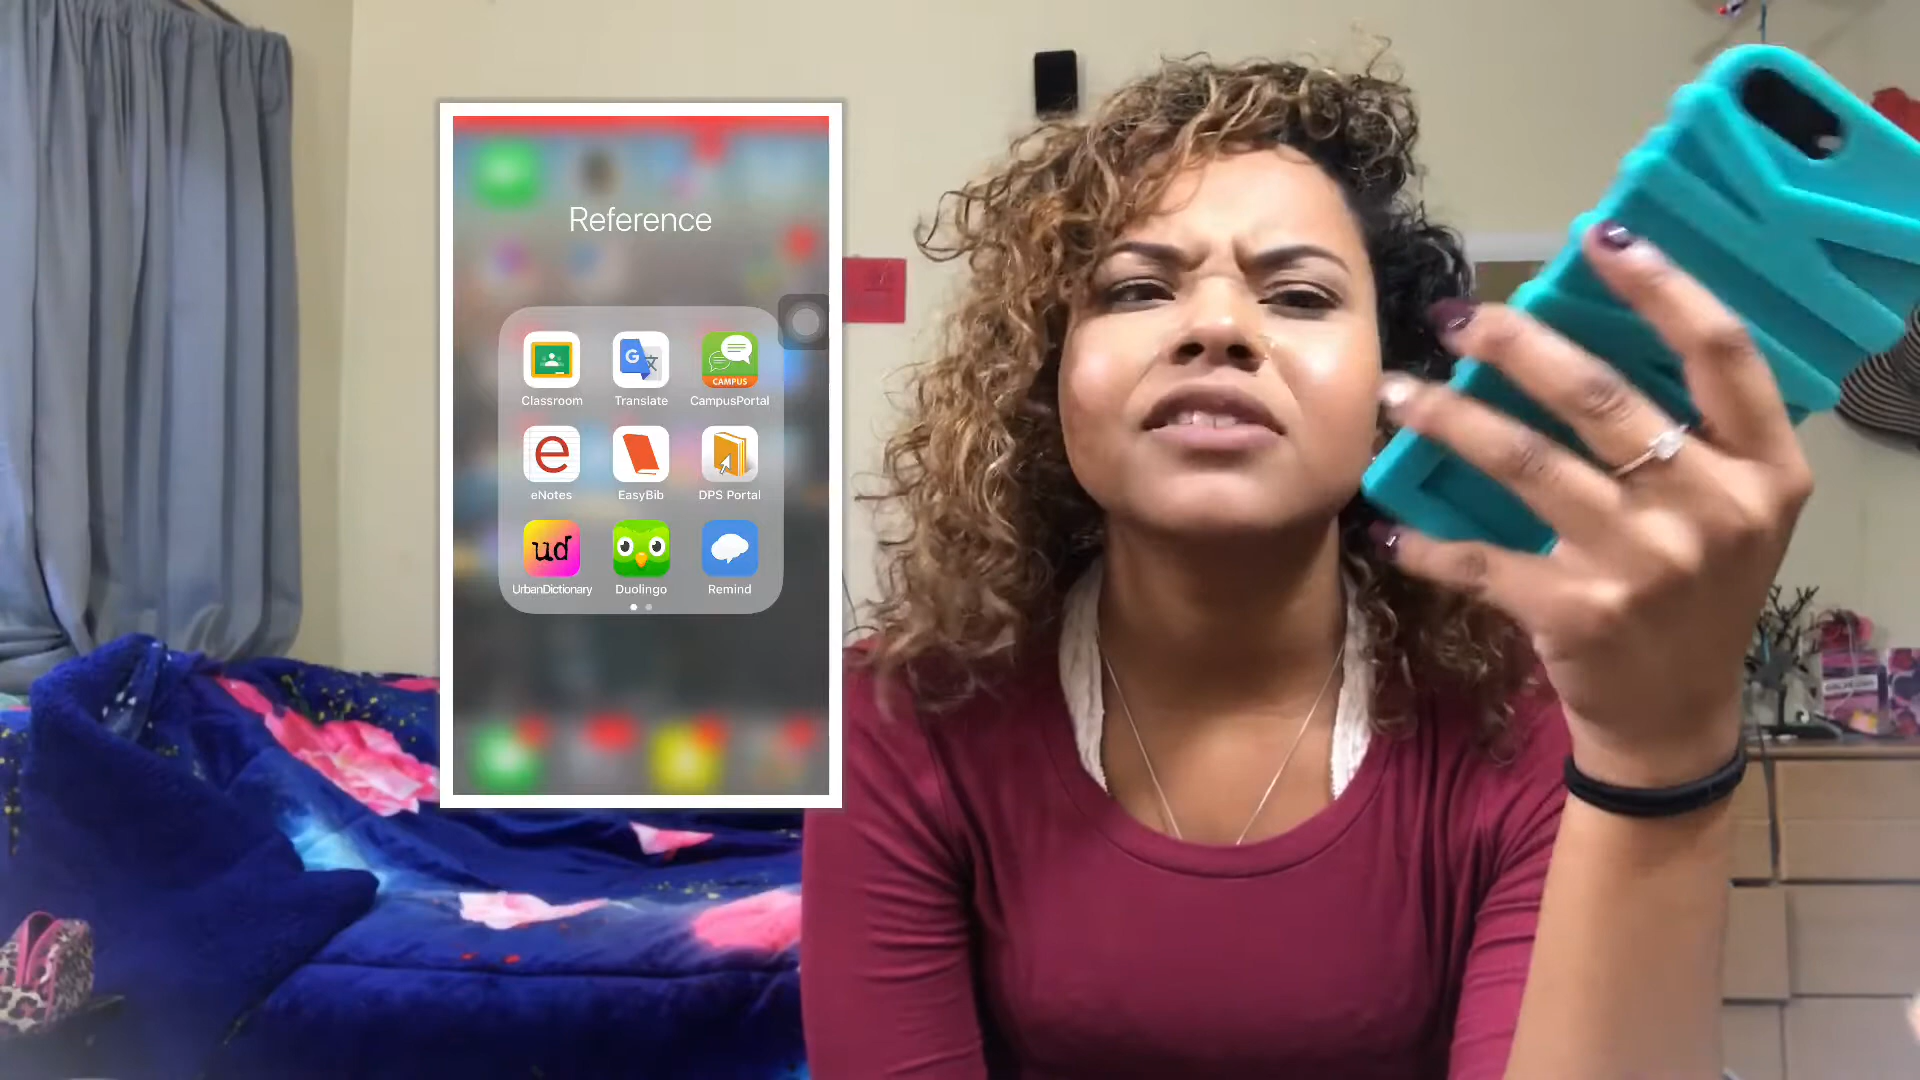 Reference
Classroom
Translate
CAMPUS
CampusPortal
eNotes
EasyBib
DPS Portal
ud
UrbanDictionary
Duolingo
Remind